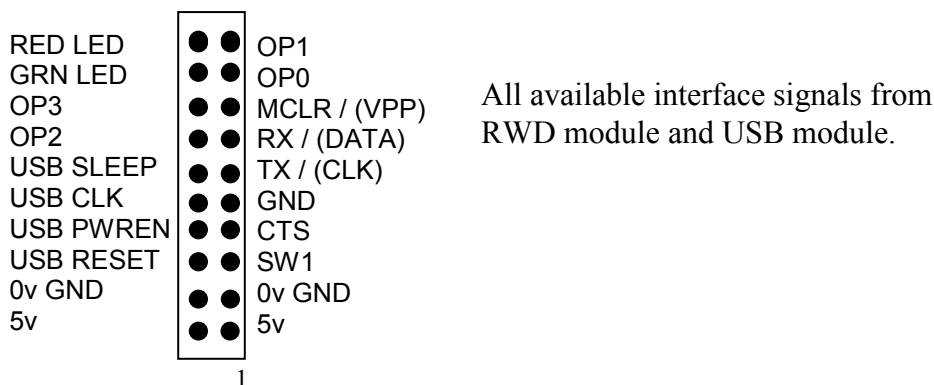 RED LED
GRN LED
OP3
OP2
USB SLEEP
USB CLK
USB PWREN
USB RESET
0v GND
5v
OP1
OP0
MCLR / (VPP)
RX / (DATA)
TX / (CLK)
GND
CTS
SW1
0v GND
5v
1
All available interface signals from
RWD module and USB module.